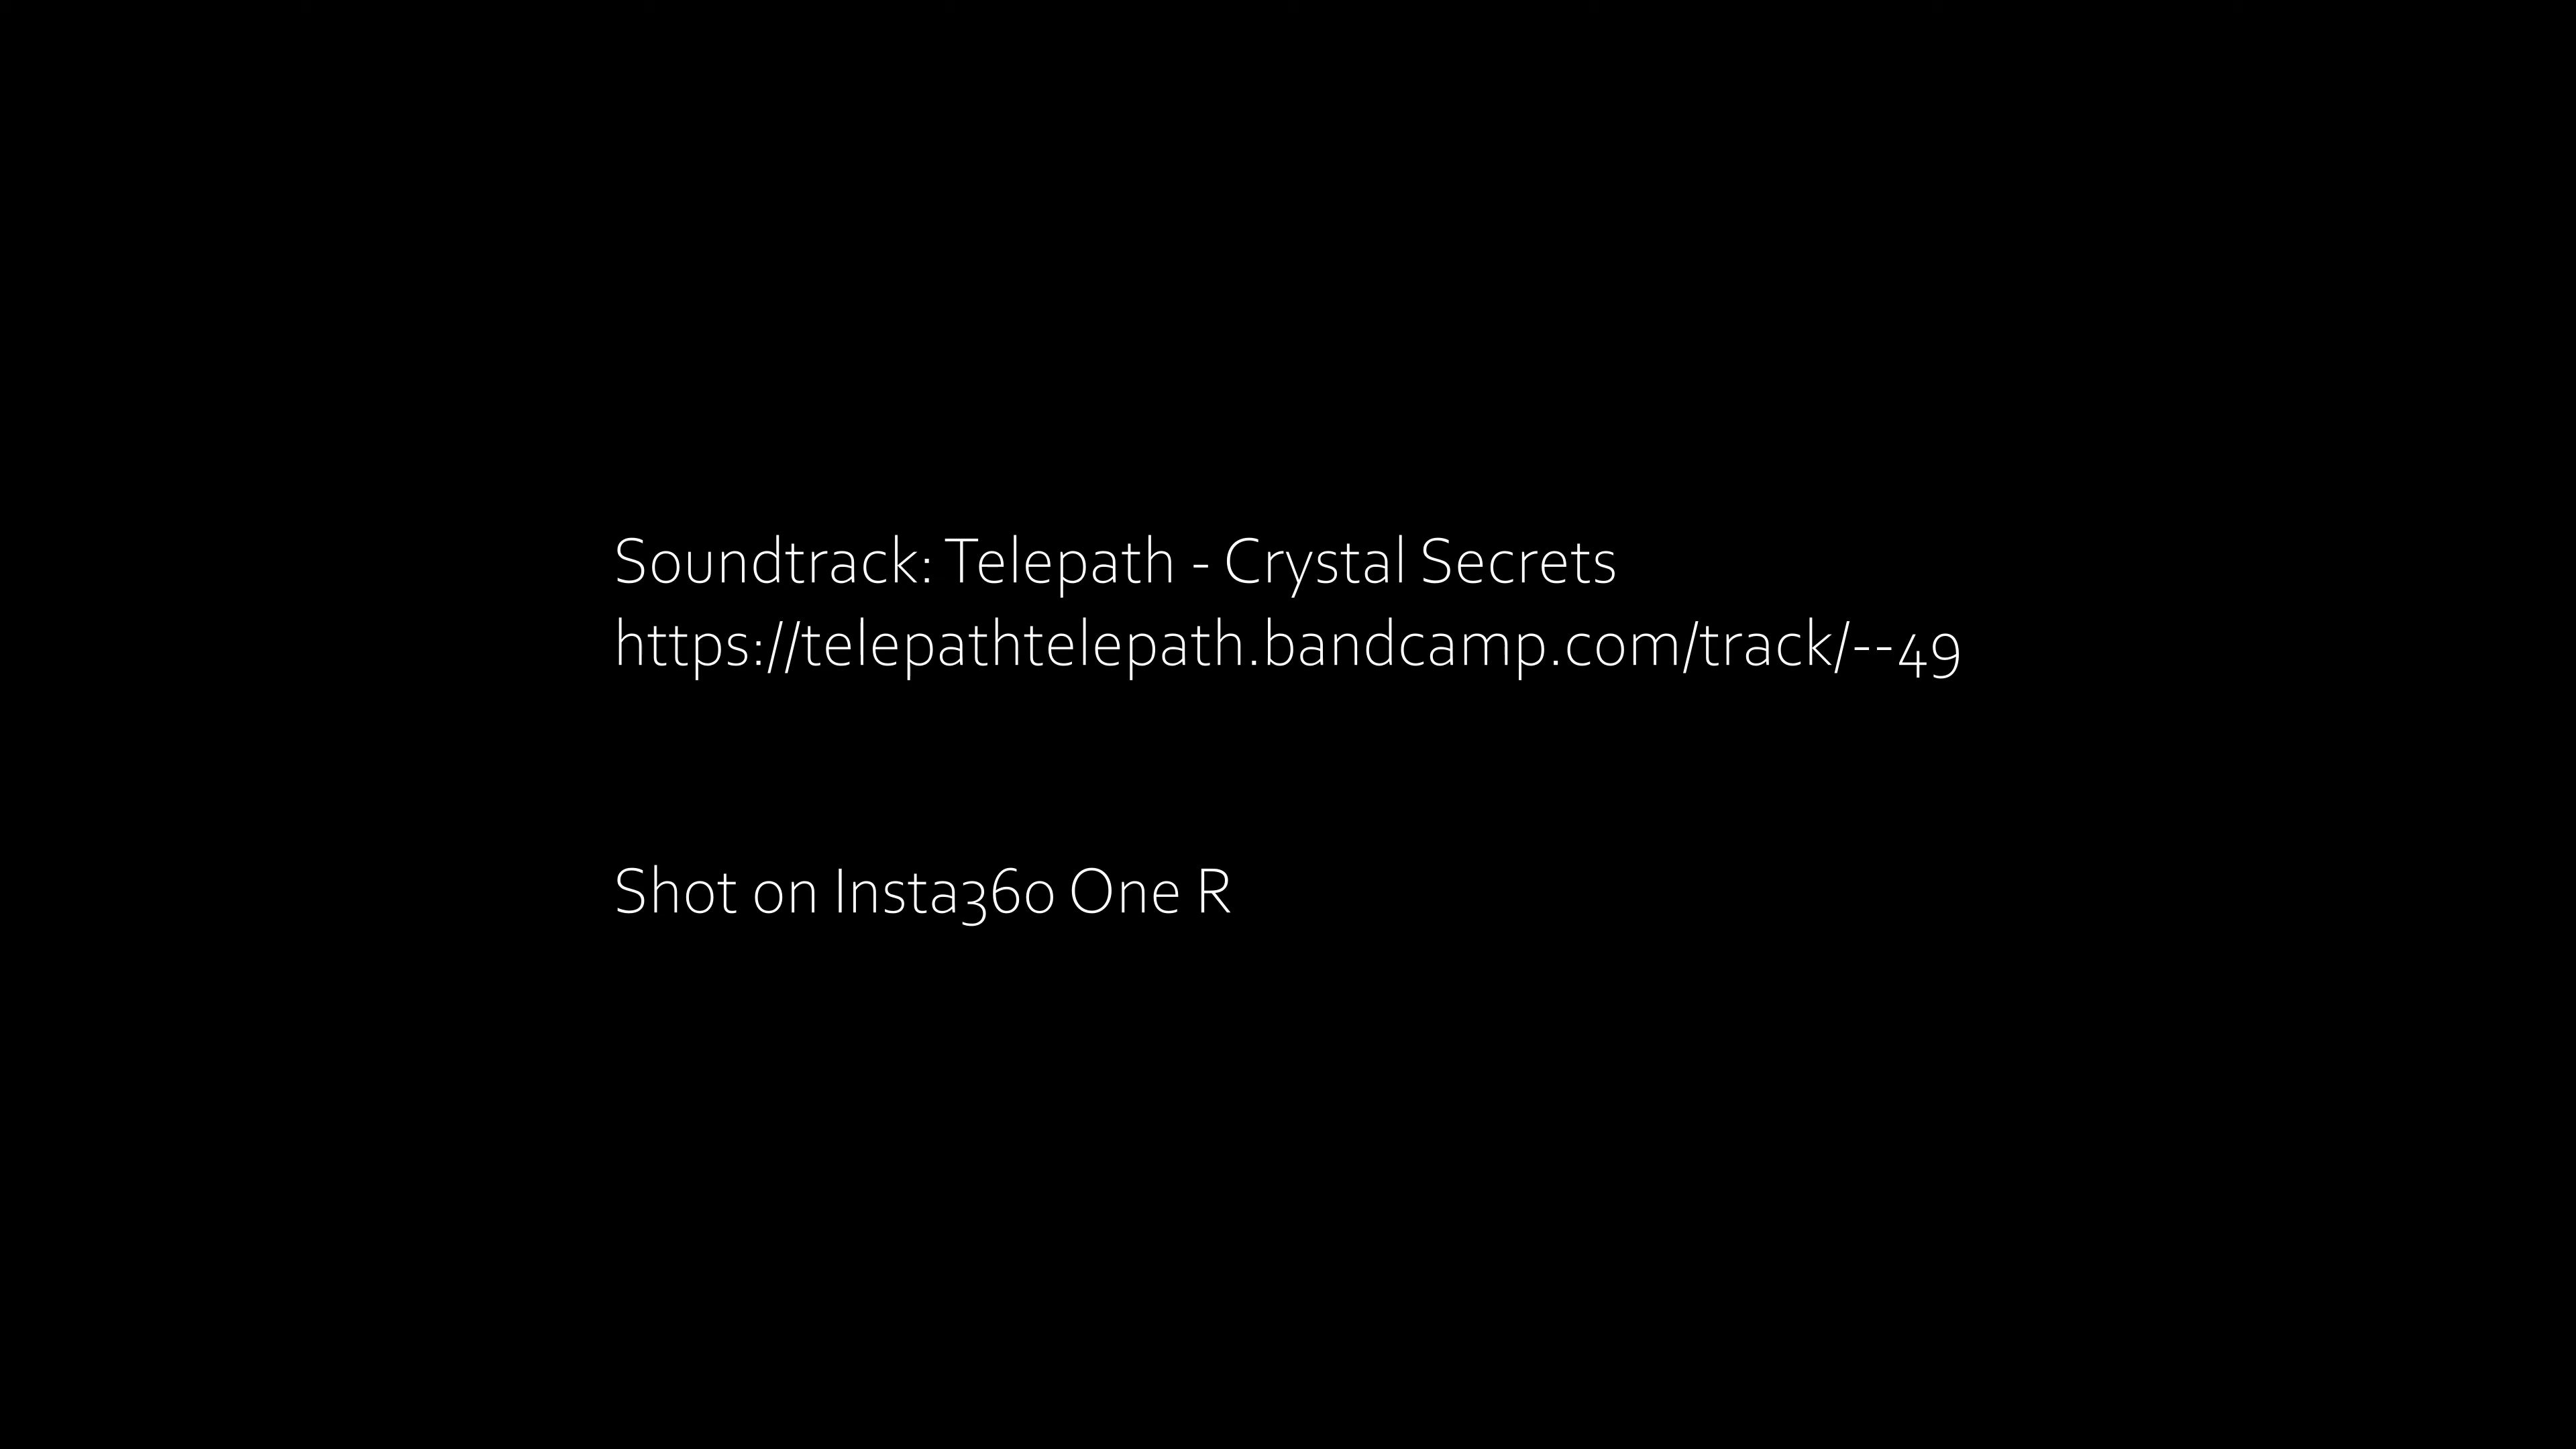 Soundtrack: Telepath - Crystal Secrets
https://telepathtelepath.bandcamp.com/track/--49
Shot on Insta360 One R